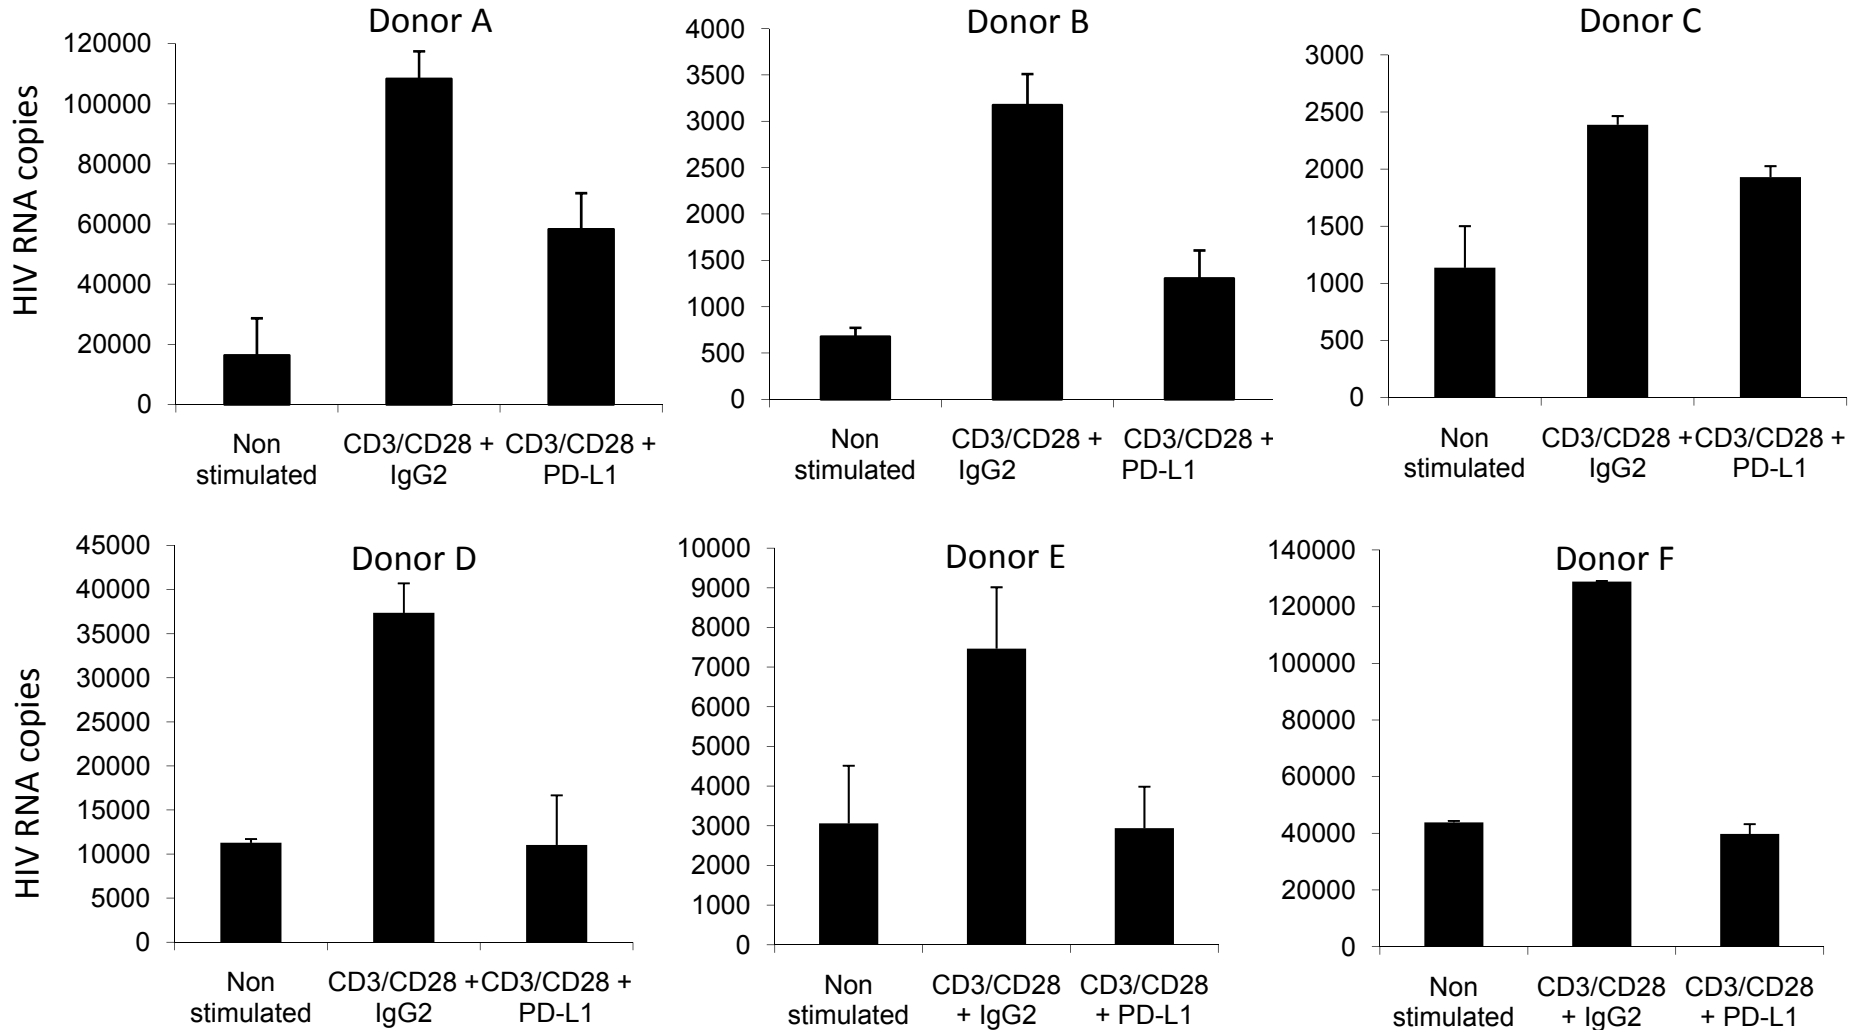 Donor A
HIV RNA copies
120000
100000
80000
60000
40000
20000
0
Non
stimulated
CD3/CD28 +
IgG2
CD3/CD28 +
PD-L1
Donor B
4000
3500
3000
2500
2000
1500
1000
500
0
Non
stimulated
CD3/CD28 +
IgG2
CD3/CD28 +
PD-L1
Donor C
3000
2500
2000
1500
1000
500
0
Non
stimulated
CD3/CD28 +
IgG2
CD3/CD28 +
PD-L1
Donor D
HIV RNA copies
45000
40000
35000
30000
25000
20000
15000
10000
5000
0
Non
stimulated
CD3/CD28 +
IgG2
CD3/CD28 +
PD-L1
Donor E
10000
9000
8000
7000
6000
5000
4000
3000
2000
1000
0
Non
stimulated
CD3/CD28
+ IgG2
CD3/CD28
+ PD-L1
Donor F
140000
120000
100000
80000
60000
40000
20000
0
Non
stimulated
CD3/CD28
+ IgG2
CD3/CD28
+ PD-L1